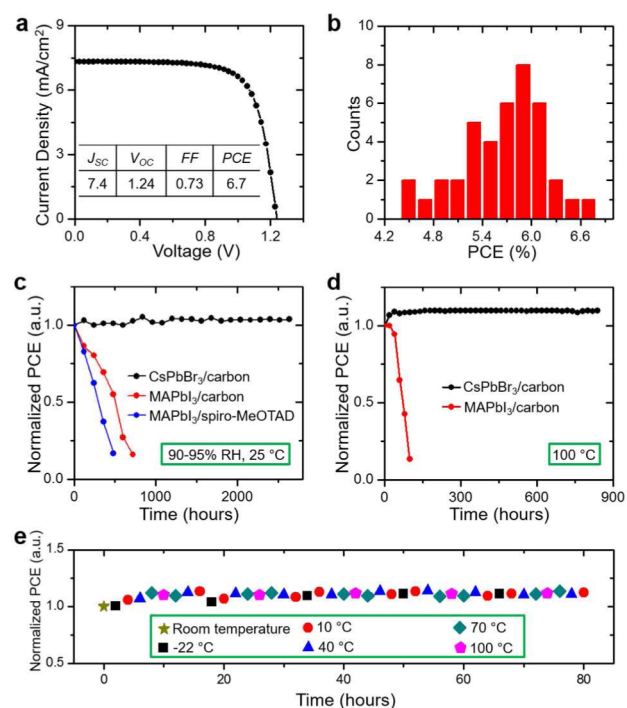 a
Current Density (mA/cm²)
9
6
3
0
J_SC V_OC FF PCE
7.4 1.24 0.73 6.7
0.0 0.4 0.8 1.2
Voltage (V)
b
Counts
10
8
6
4
2
0
4.2 4.8 5.4 6.0 6.6
PCE (%)
c
Normalized PCE (a.u.)
1.0
0.5
0.0
CsPbBr₃/carbon
MAPbI₃/carbon
MAPbI₃/spiro-MeOTAD
90-95% RH, 25 °C
0 1000 2000
Time (hours)
d
Normalized PCE (a.u.)
1.0
0.5
0.0
CsPbBr₃/carbon
MAPbI₃/carbon
100 °C
0 300 600 900
Time (hours)
e
Normalized PCE (a.u.)
1.5
1.0
0.5
Room temperature 10 °C 70 °C
-22 °C 40 °C 100 °C
0 20 40 60 80
Time (hours)